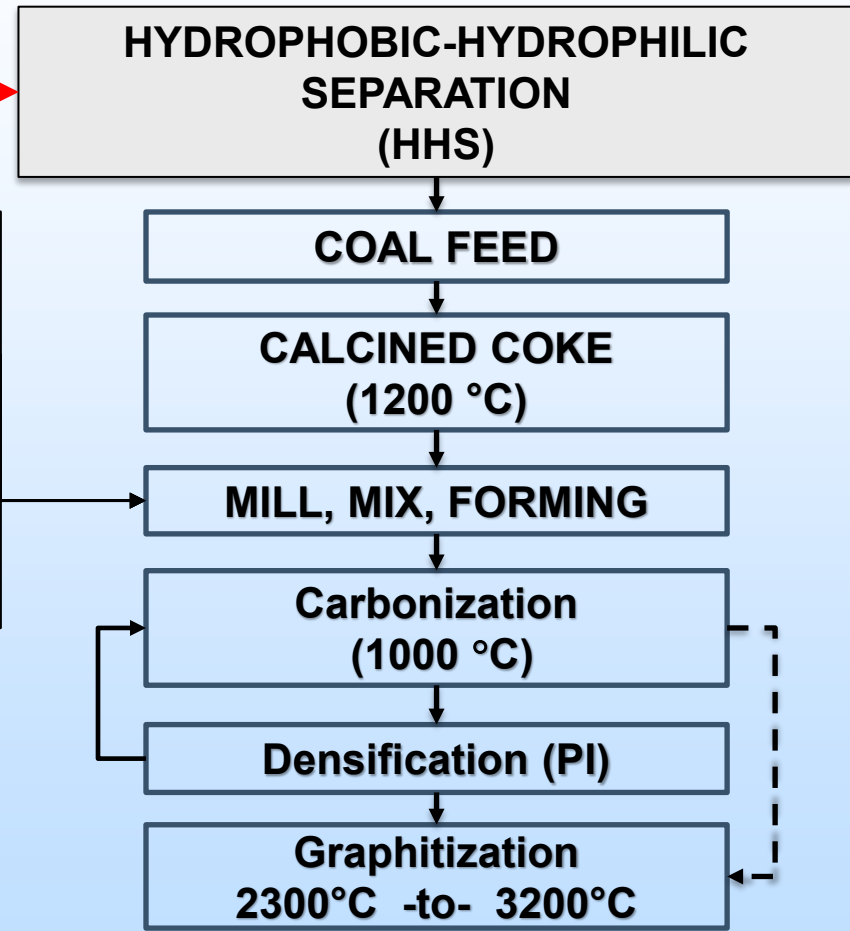 HYDROPHOBIC-HYDROPHILIC
SEPARATION
(HHS)
COAL FEED
CALCINED COKE
(1200 °C)
MILL, MIX, FORMING
Carbonization
(1000 °C)
Densification (PI)
Graphitization
2300°C -to- 3200°C